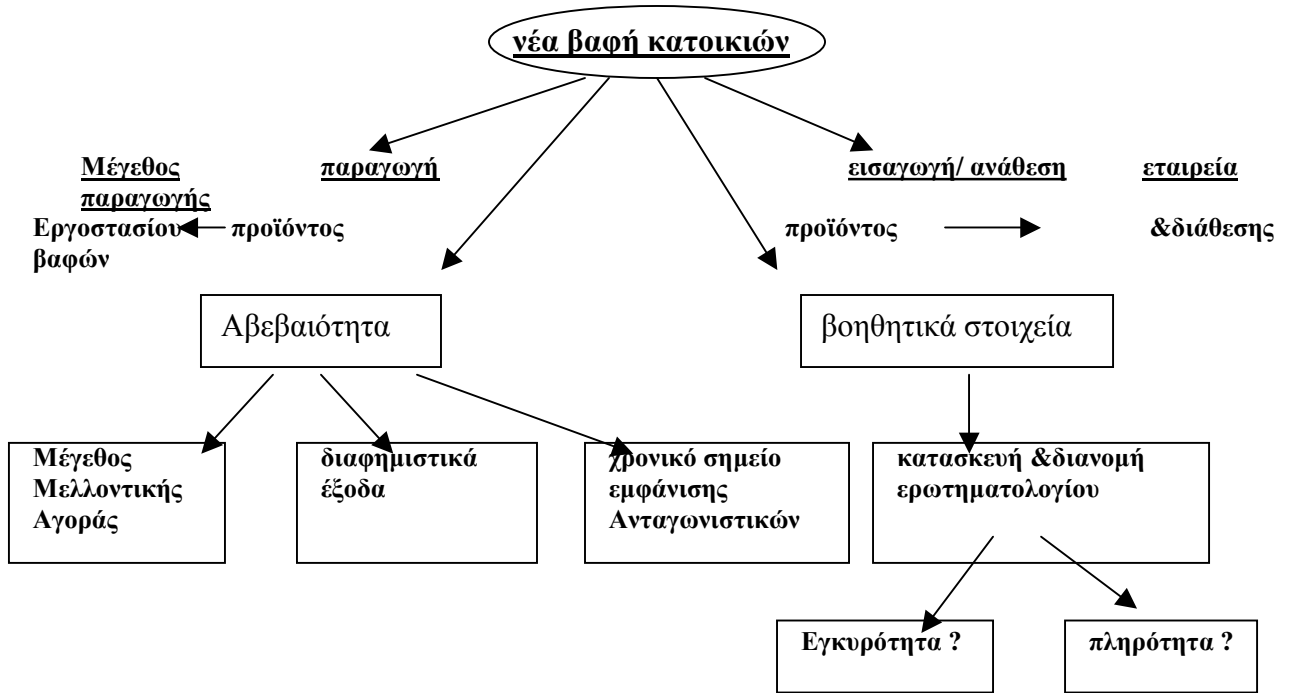 νέα βαφή κατοικιών
Μέγεθος παραγωγή εισαγωγή/ ανάθεση εταιρεία
παραγωγής
Εργοστασίου προϊόντος προϊόντος &διάθεσης
βαφών
Αβεβαιότητα βοηθητικά στοιχεία
Μέγεθος
Μελλοντικής
Αγοράς
διαφημιστικά
έξοδα
χρονικό σημείο
εμφάνισης
Ανταγωνιστικών
κατασκευή &διανομή
ερωτηματολογίου
Εγκυρότητα ? πληρότητα ?